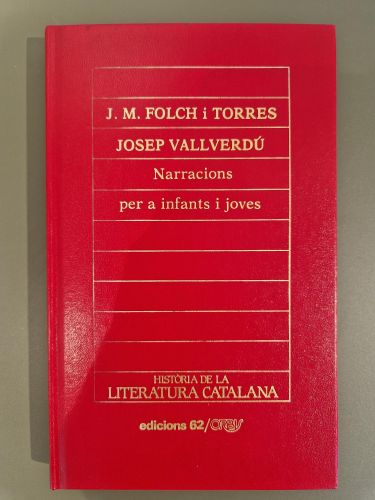 J. M. FOLCH i TORRES
JOSEP VALLVERDÚ
Narracions
per a infants i joves
HISTÒRIA DE LA
LITERATURA CATALANA
edicions 62/ORBIS